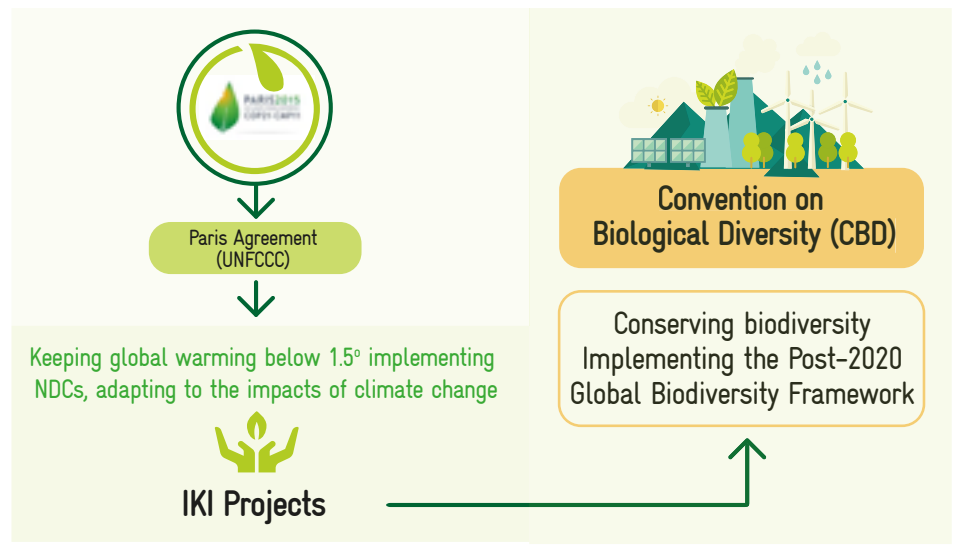 PARIS2015
COP21·CMP11
Paris Agreement
(UNFCCC)
Keeping global warming below 1.5° implementing
NDCs, adapting to the impacts of climate change
IKI Projects
Convention on
Biological Diversity (CBD)
Conserving biodiversity
Implementing the Post-2020
Global Biodiversity Framework